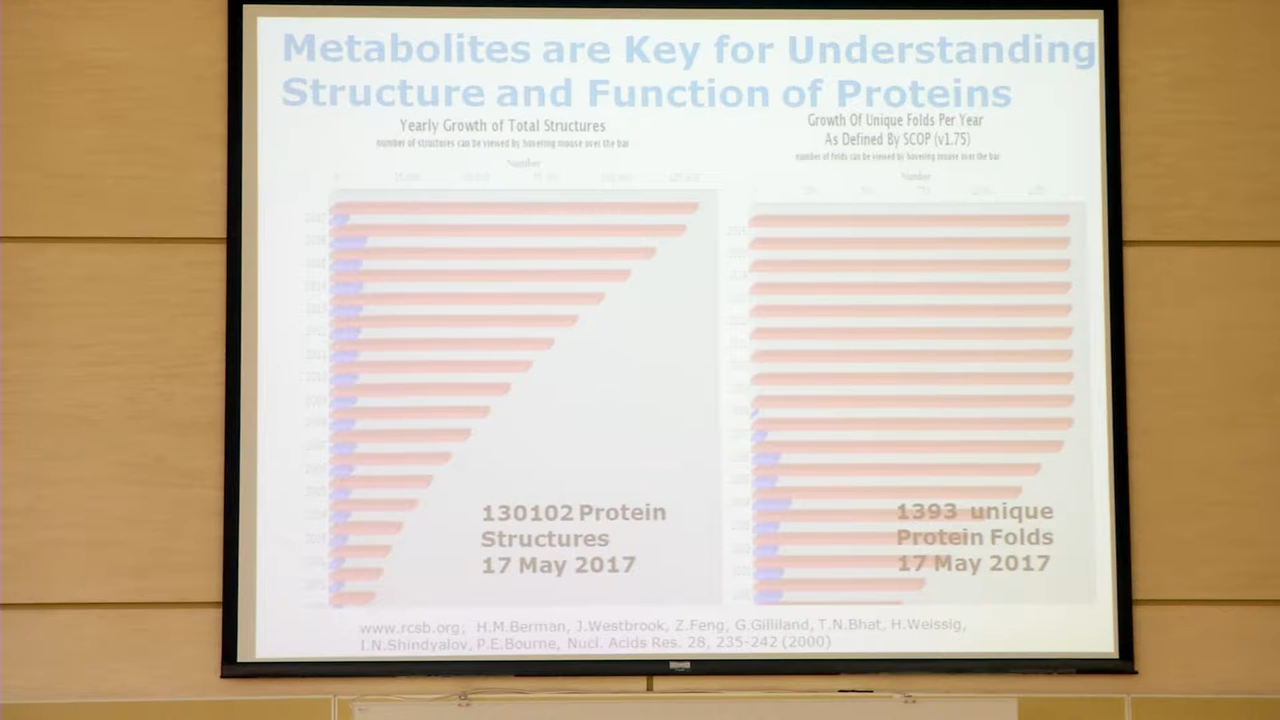 Metabolites are Key for Understanding
Structure and Function of Proteins
Yearly Growth of Total Structures
number of structures can be viewed by hovering mouse over the bar
Number
Growth Of Unique Folds Per Year
As Defined By SCOP (v1.75)
number of folds can be viewed by hovering mouse over the bar
Number
130102 Protein
Structures
17 May 2017
1393 unique
Protein Folds
17 May 2017
www.rcsb.org; H.M.Berman, J.Westbrook, Z.Feng, G.Gilliland, T.N.Bhat, H.Weissig,
I.N.Shindyalov, P.E.Bourne, Nucl. Acids Res. 28, 235-242 (2000)